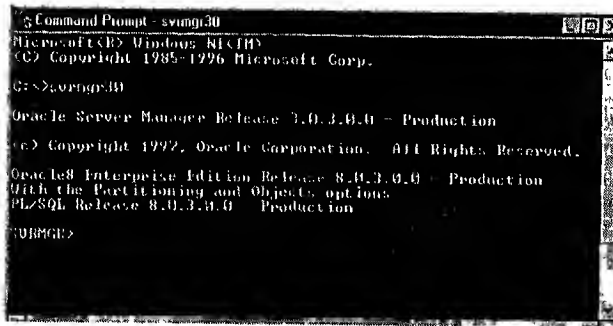 Command Prompt - svrmgr30
Microsoft(R) Windows NT(TM)
(C) Copyright 1985-1996 Microsoft Corp.
C:\>svrmgr30
Oracle Server Manager Release 3.0.3.0.0 - Production
(c) Copyright 1997, Oracle Corporation. All Rights Reserved.
Oracle8 Enterprise Edition Release 8.0.3.0.0 - Production
With the Partitioning and Objects options
PL/SQL Release 8.0.3.0.0 - Production
SVRMGR>